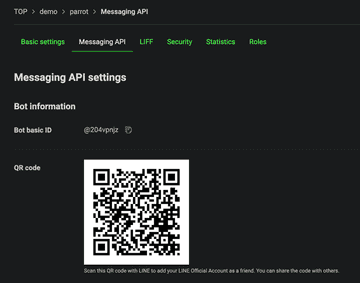 TOP > demo > parrot > Messaging API
Basic settings Messaging API LIFF Security Statistics Roles
Messaging API settings
Bot information
Bot basic ID @204vpnjz
QR code
Scan this QR code with LINE to add your LINE Official Account as a friend. You can share the code with others.